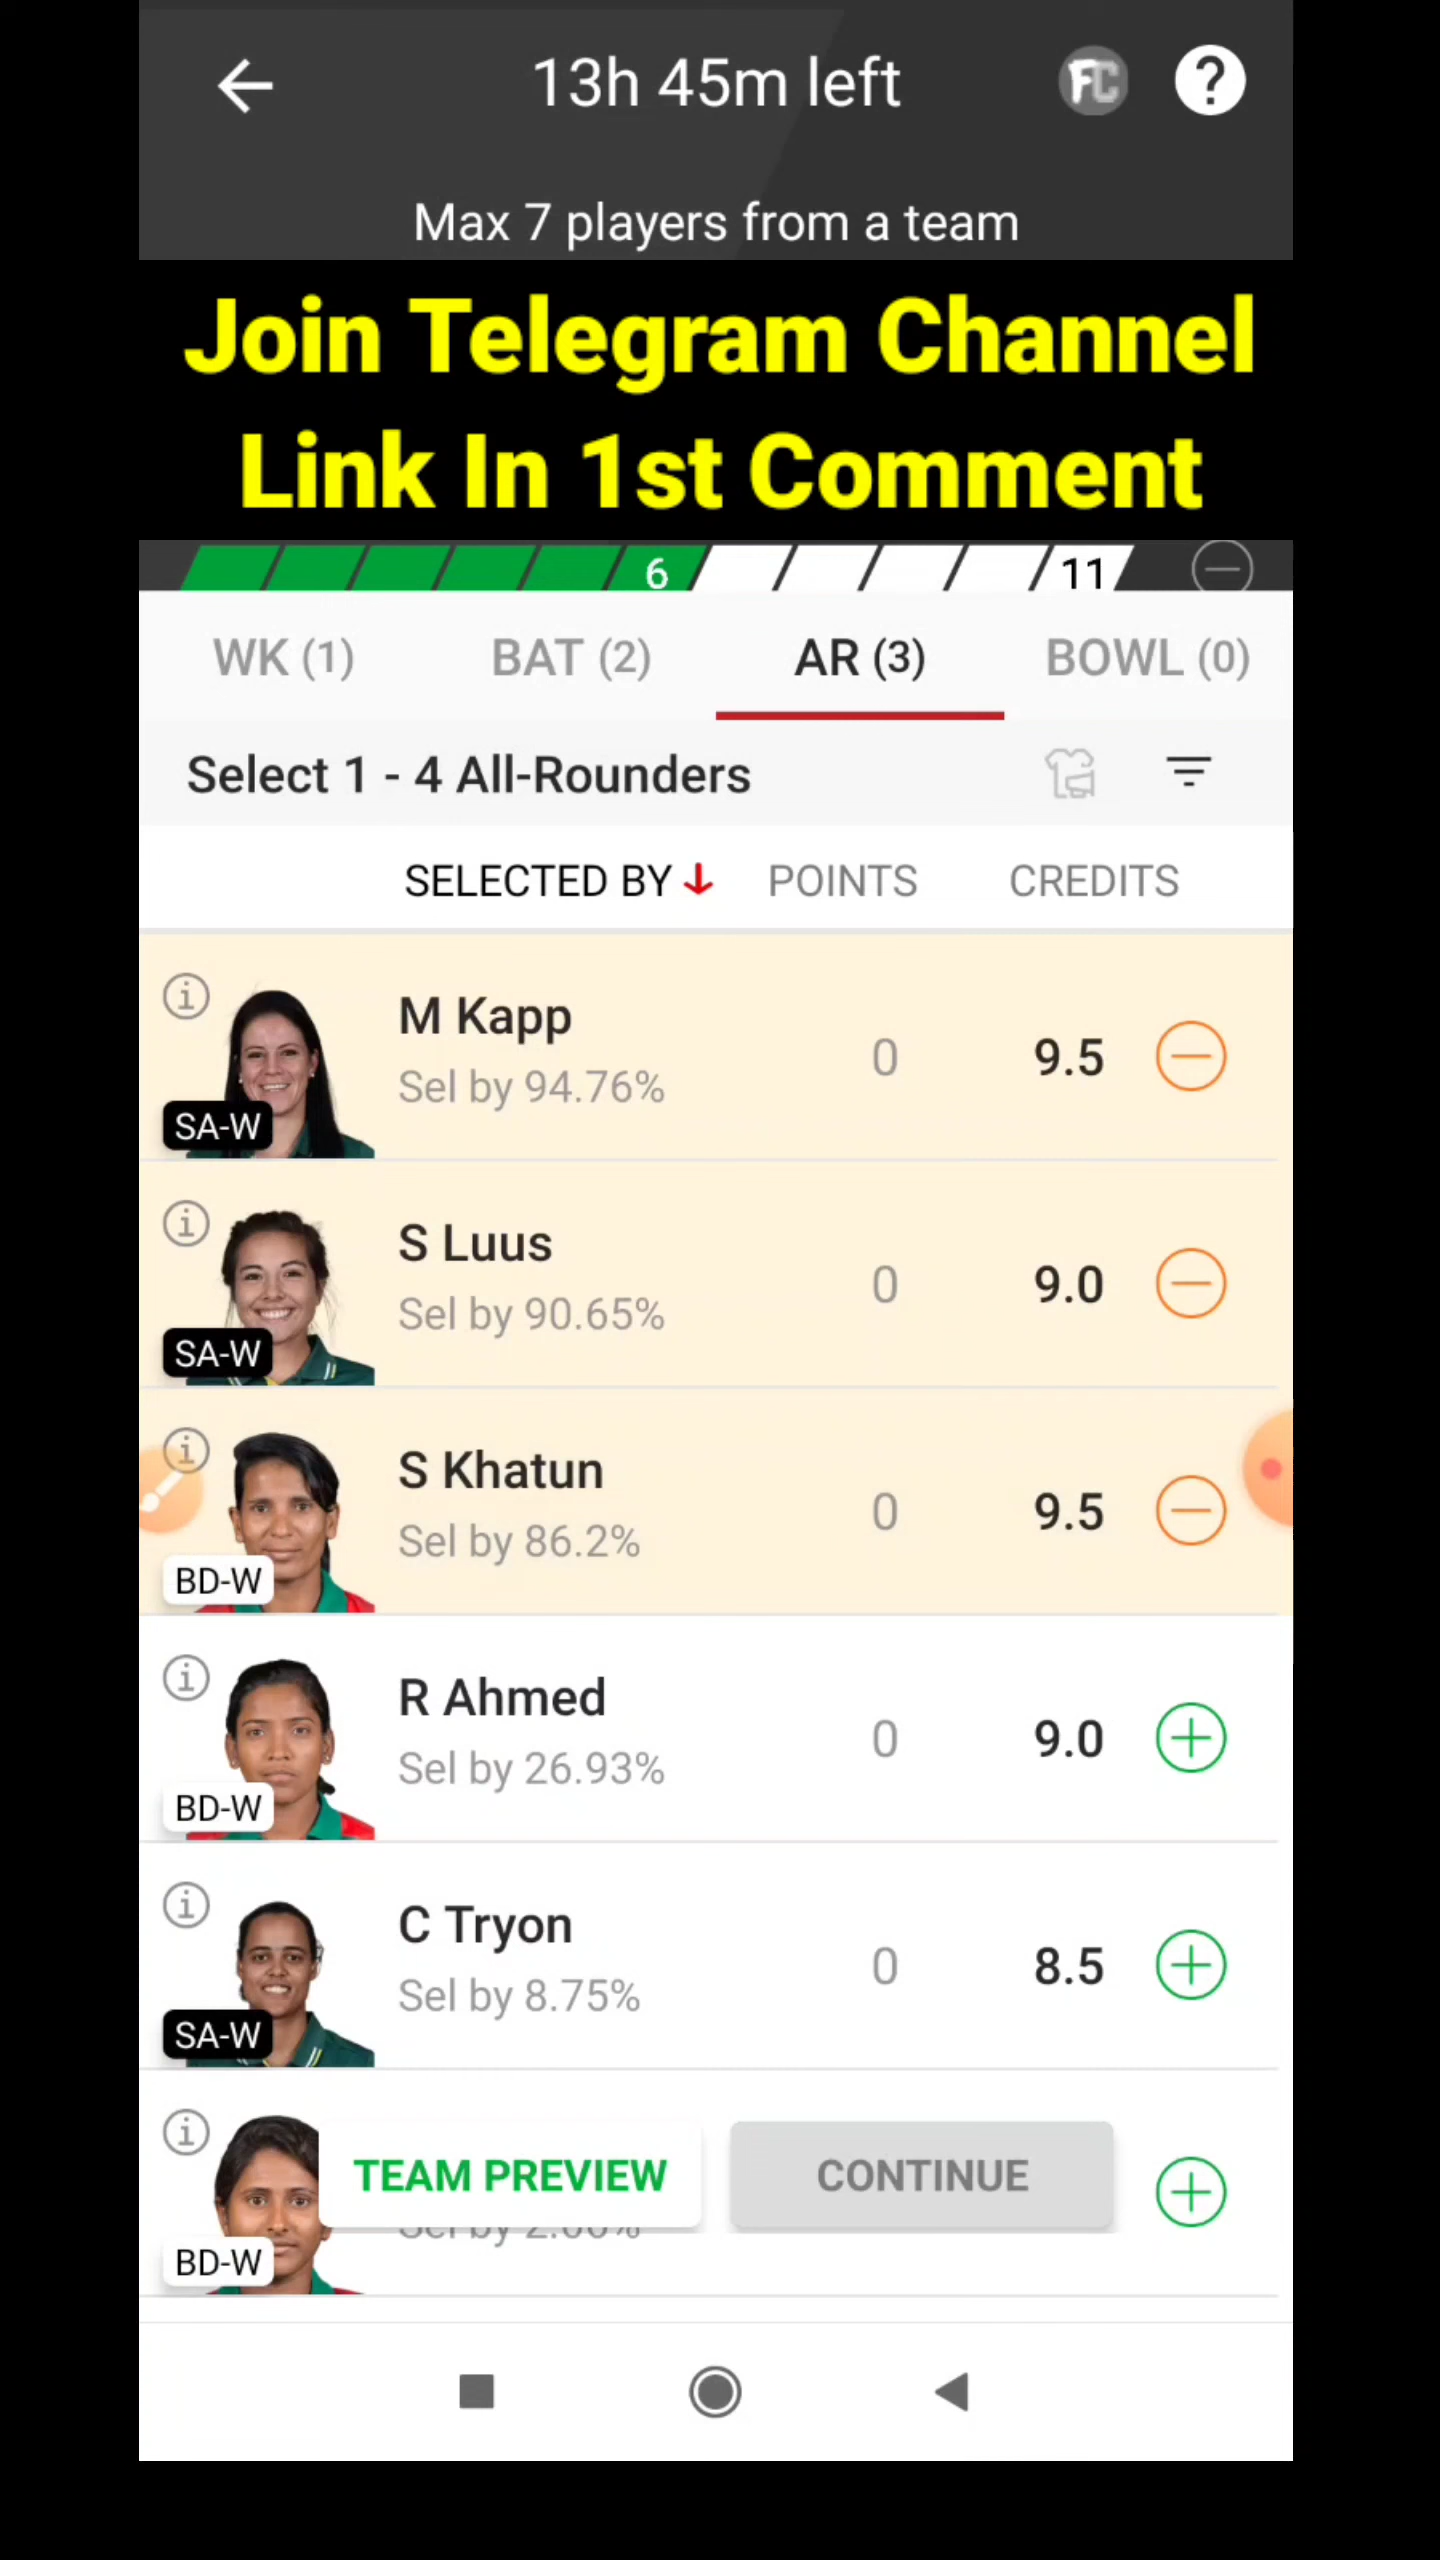 13h 45m left
FC
?
Max 7 players from a team
Join Telegram Channel
Link In 1st Comment
6
11
WK (1)
BAT (2)
AR (3)
BOWL (0)
Select 1 - 4 All-Rounders
SELECTED BY
POINTS
CREDITS
M Kapp
Sel by 94.76%
0
9.5
SA-W
S Luus
Sel by 90.65%
0
9.0
SA-W
S Khatun
Sel by 86.2%
0
9.5
BD-W
R Ahmed
Sel by 26.93%
0
9.0
BD-W
C Tryon
Sel by 8.75%
0
8.5
SA-W
TEAM PREVIEW
CONTINUE
BD-W